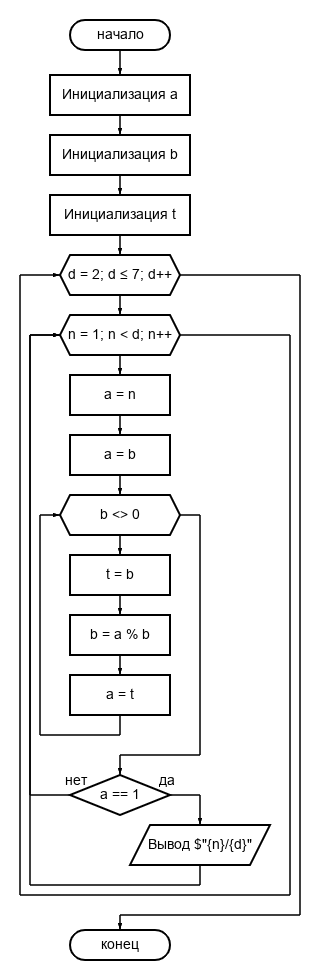 начало
Инициализация a
Инициализация b
Инициализация t
d = 2; d ≤ 7; d++
n = 1; n < d; n++
a = n
a = b
b <> 0
t = b
b = a % b
a = t
нет
да
a == 1
Вывод $"{n}/{d}"
конец